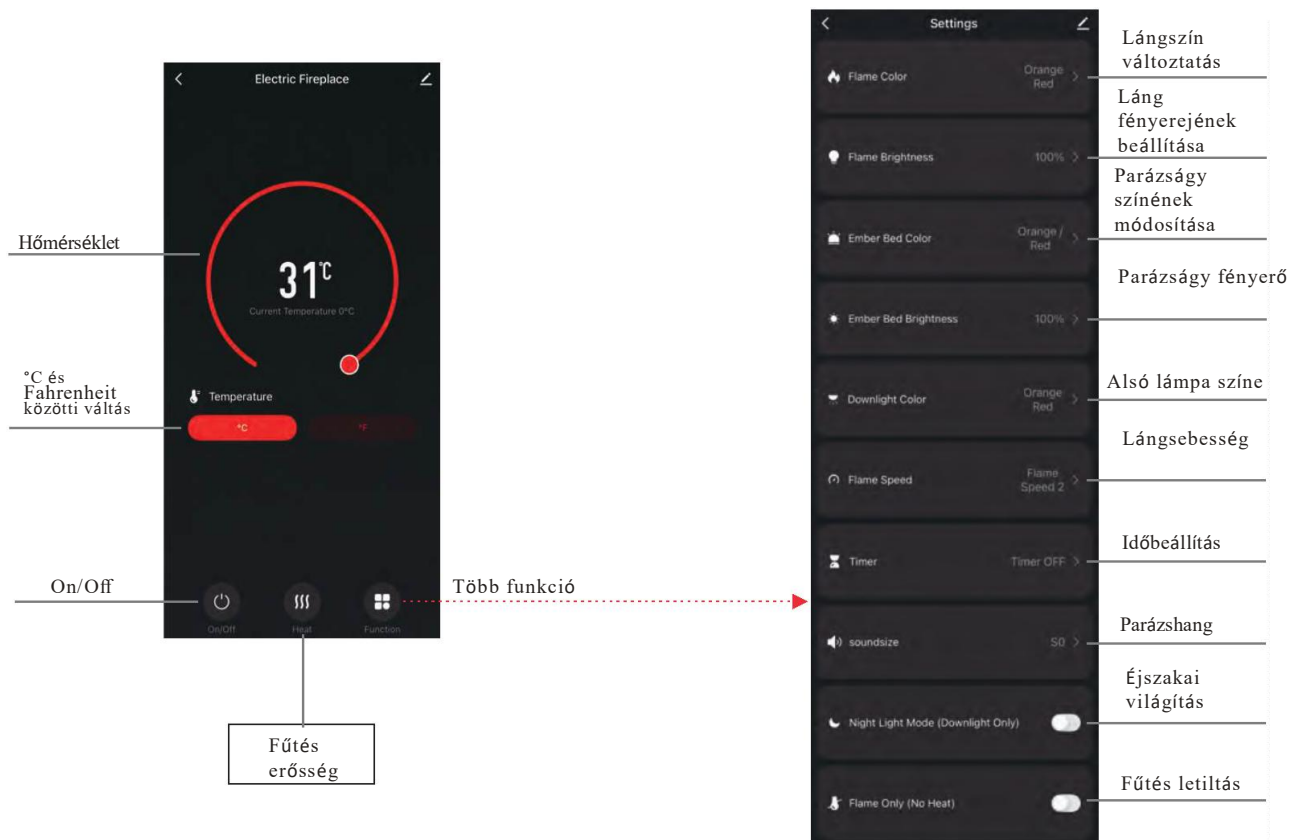 Electric Fireplace
Hőmérséklet
31°C
Current Temperature 0°C
°C és
Fahrenheit
közötti váltás
Temperature
°C
°F
On/Off
On/Off
Heat
Function
Több funkció
Fűtés
erősség
Settings
Flame Color
Orange
Red
Lángszín
változtatás
Flame Brightness
100%
Láng
fényerejének
beállítása
Ember Bed Color
Orange /
Red
Parázságy
színének
módosítása
Ember Bed Brightness
100%
Parázságy fényerő
Downlight Color
Orange
Red
Alsó lámpa színe
Flame Speed
Flame
Speed 2
Lángsebesség
Timer
Timer OFF
Időbeállítás
soundsize
S0
Parázshang
Night Light Mode (Downlight Only)
Éjszakai
világítás
Flame Only (No Heat)
Fűtés letiltás